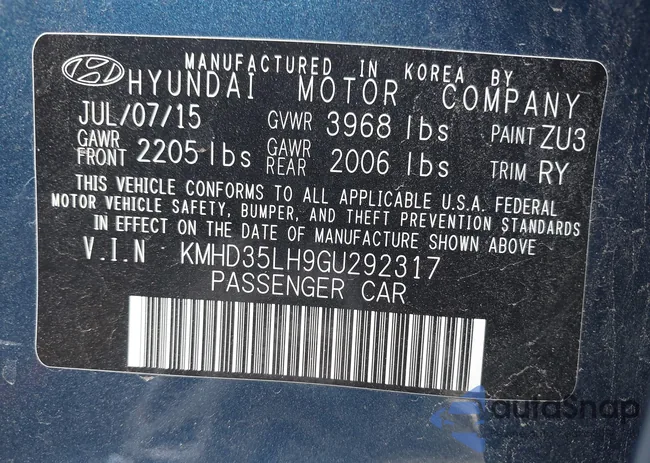 MANUFACTURED IN KOREA BY
HYUNDAI MOTOR COMPANY
JUL/07/15 GVWR 3968 lbs PAINT ZU3
GAWR FRONT 2205 lbs GAWR REAR 2006 lbs TRIM RY
THIS VEHICLE CONFORMS TO ALL APPLICABLE U.S.A. FEDERAL
MOTOR VEHICLE SAFETY, BUMPER, AND THEFT PREVENTION STANDARDS
IN EFFECT ON THE DATE OF MANUFACTURE SHOWN ABOVE
V.I.N KMHD35LH9GU292317
PASSENGER CAR
autoSnap